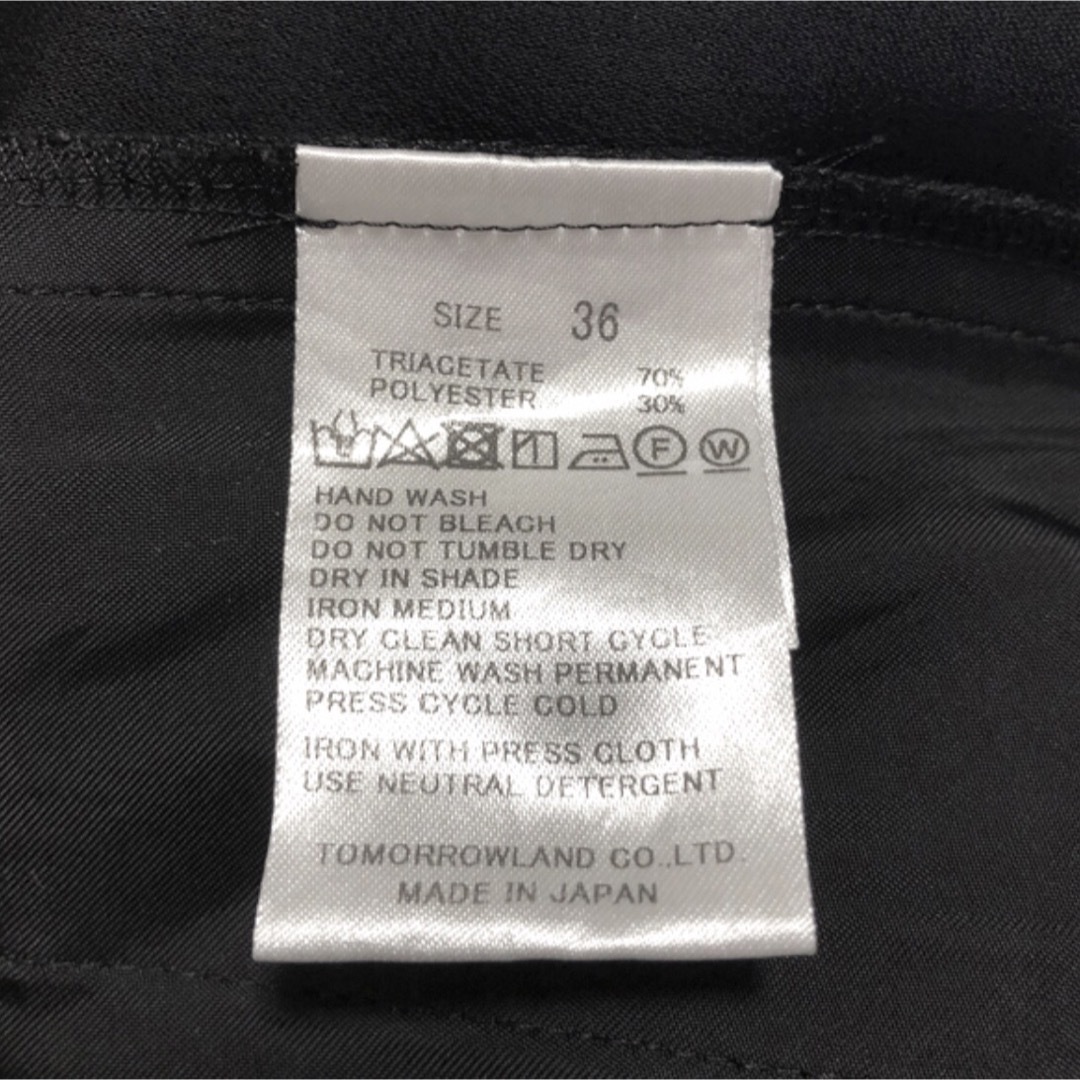 SIZE 36
TRIACETATE 70%
POLYESTER 30%
F W
HAND WASH
DO NOT BLEACH
DO NOT TUMBLE DRY
DRY IN SHADE
IRON MEDIUM
DRY CLEAN SHORT CYCLE
MACHINE WASH PERMANENT
PRESS CYCLE COLD
IRON WITH PRESS CLOTH
USE NEUTRAL DETERGENT
TOMORROWLAND CO.,LTD.
MADE IN JAPAN